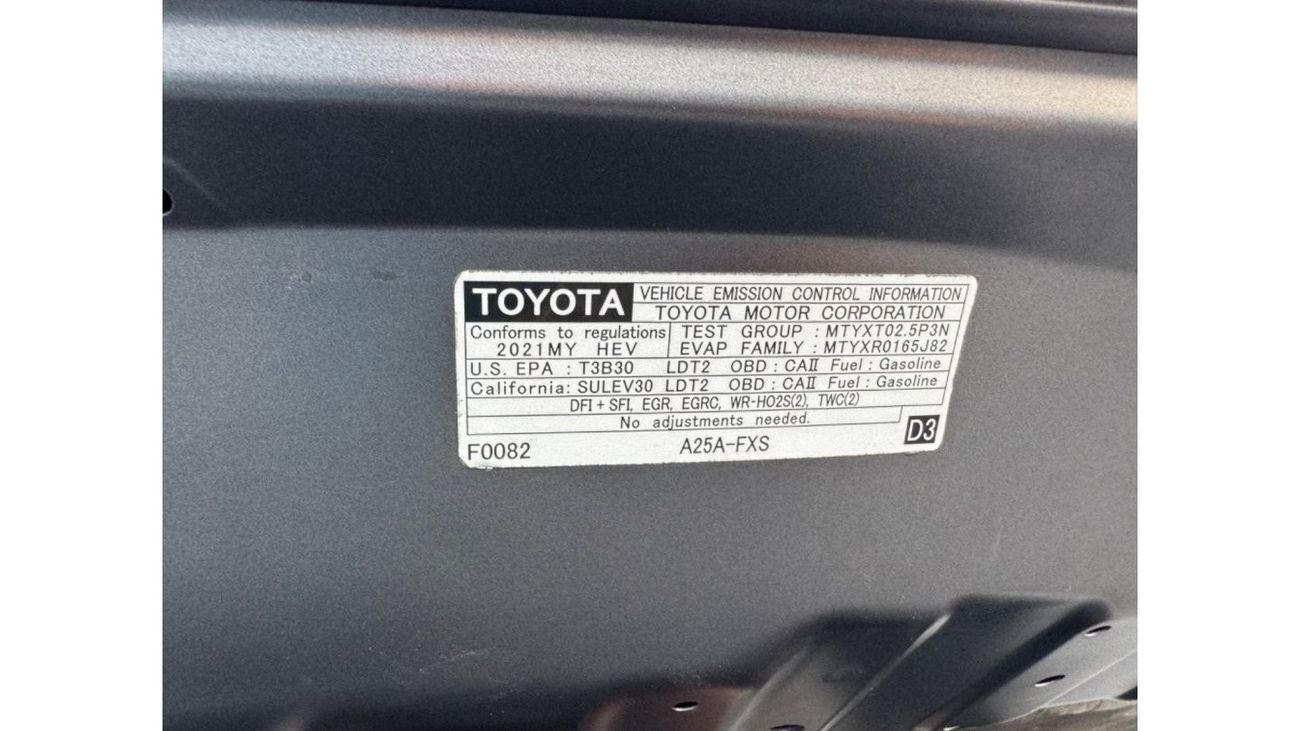 TOYOTA VEHICLE EMISSION CONTROL INFORMATION
TOYOTA MOTOR CORPORATION
Conforms to regulations TEST GROUP : MTYXT02.5P3N
2021MY HEV EVAP FAMILY : MTYXR0165J82
U.S. EPA : T3B30 LDT2 OBD : CAⅡ Fuel : Gasoline
California: SULEV30 LDT2 OBD : CAⅡ Fuel : Gasoline
DFI + SFI, EGR, EGRC, WR-HO2S(2), TWC(2)
No adjustments needed.
F0082 A25A-FXS D3